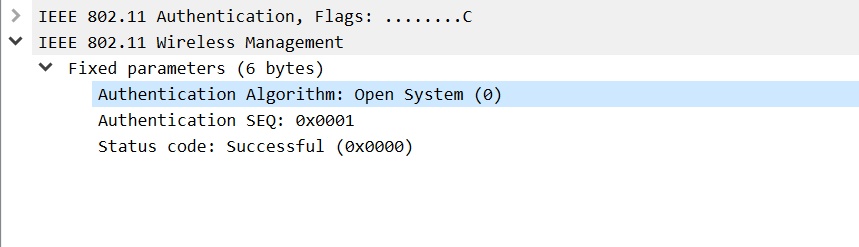 IEEE 802.11 Authentication, Flags: ........C
IEEE 802.11 Wireless Management
Fixed parameters (6 bytes)
Authentication Algorithm: Open System (0)
Authentication SEQ: 0x0001
Status code: Successful (0x0000)